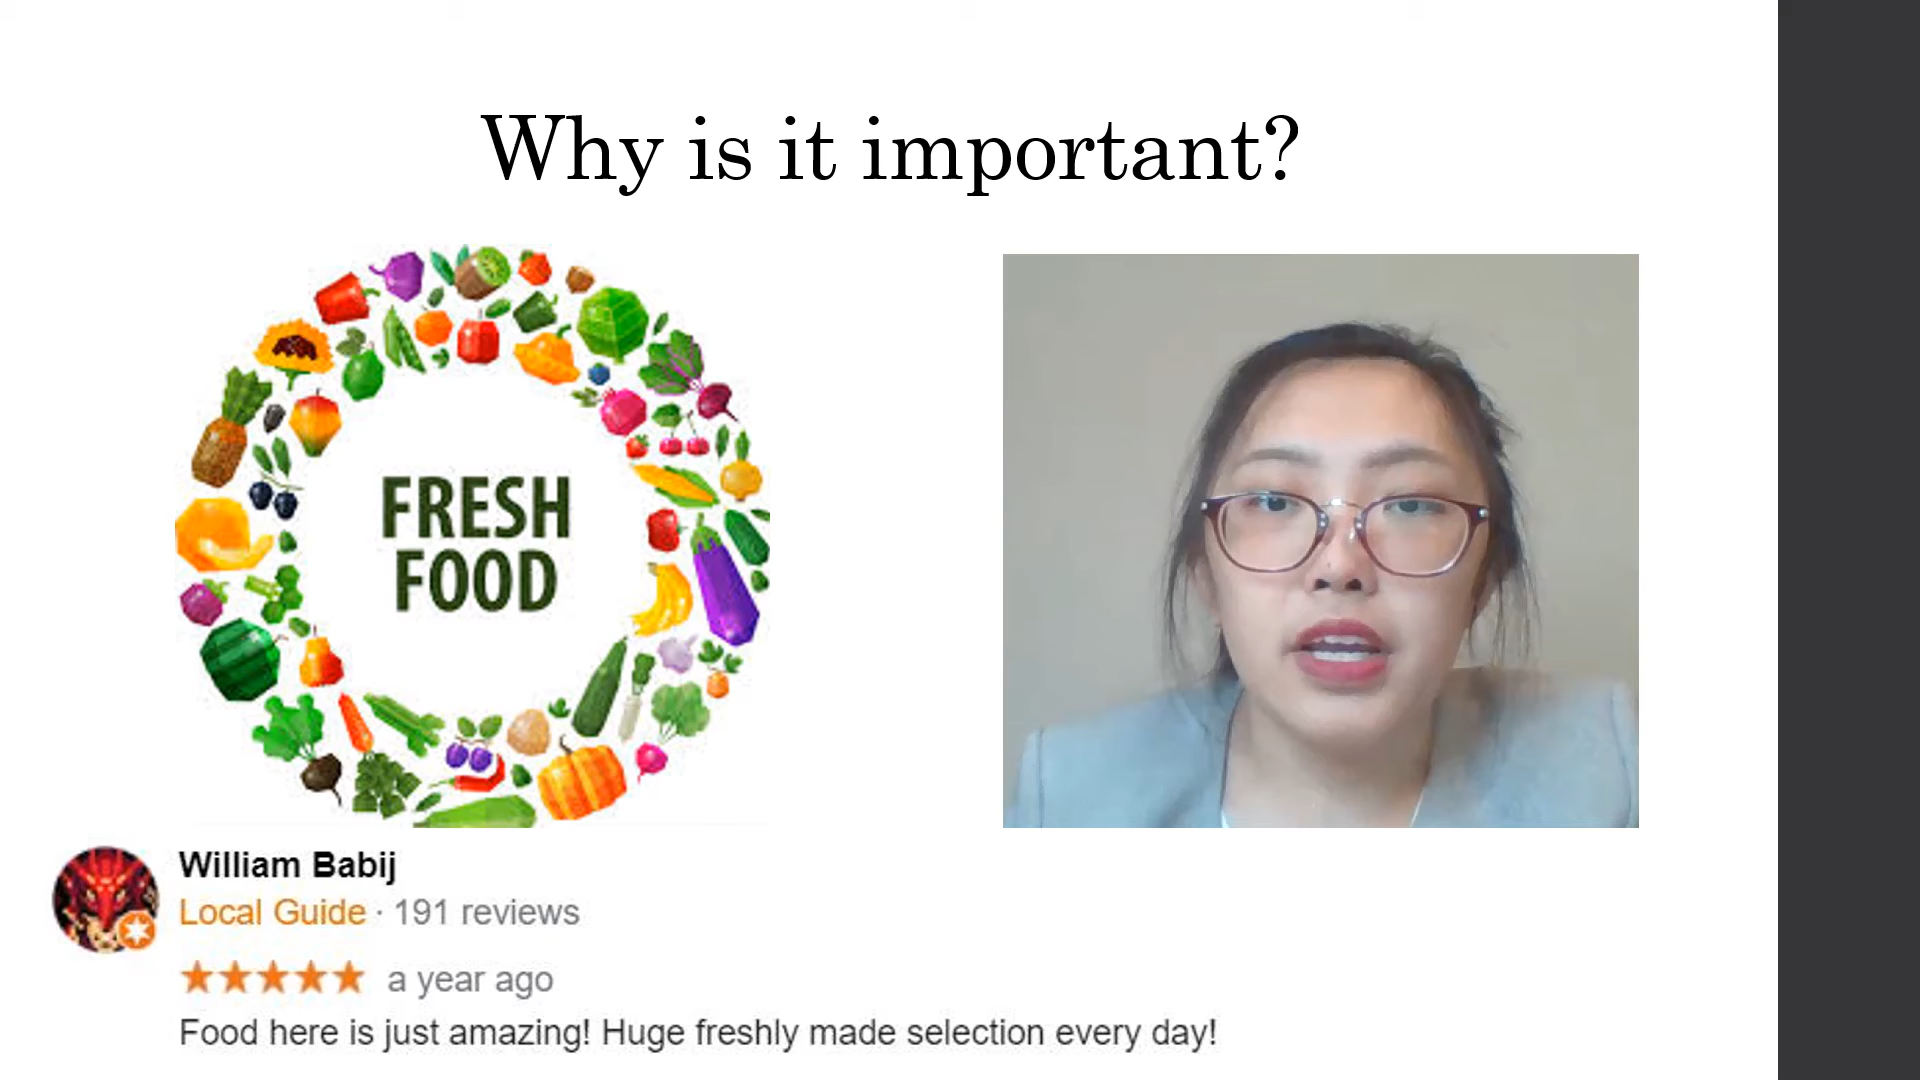 Why is it important?
FRESH
FOOD
William Babij
Local Guide · 191 reviews
a year ago
Food here is just amazing! Huge freshly made selection every day!